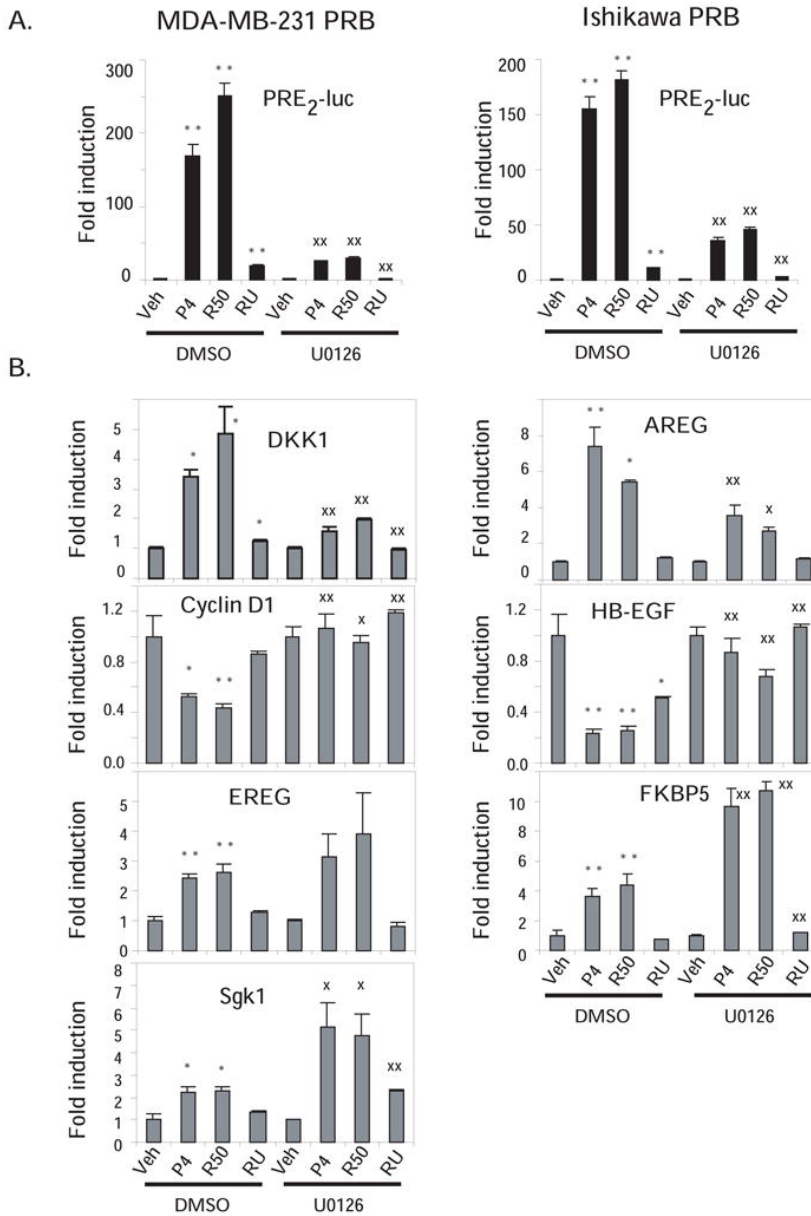 A.
MDA-MB-231 PRB
Fold induction
300
200
100
0
PRE2-luc
**
**
**
xx
xx
xx
Veh P4 R50 RU Veh P4 R50 RU
DMSO U0126
Ishikawa PRB
Fold induction
200
150
100
50
0
PRE2-luc
**
**
**
xx
xx
xx
Veh P4 R50 RU Veh P4 R50 RU
DMSO U0126
B.
Fold induction
5
4
3
2
1
0
DKK1
*
*
*
xx
xx
xx
Fold induction
1.2
0.8
0.4
0.0
Cyclin D1
*
**
xx
x
xx
Fold induction
5
4
3
2
1
0
EREG
**
**
Fold induction
8
7
6
5
4
3
2
1
0
Sgk1
*
*
x
x
xx
Veh P4 R50 RU Veh P4 R50 RU
DMSO U0126
Fold induction
8
6
4
2
0
AREG
**
*
xx
x
Fold induction
1.2
0.8
0.4
0.0
HB-EGF
**
**
*
xx
xx
xx
Fold induction
10
8
6
4
2
0
FKBP5
**
**
xx
xx
xx
Veh P4 R50 RU Veh P4 R50 RU
DMSO U0126